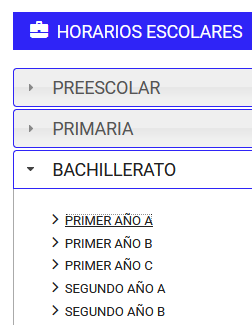 HORARIOS ESCOLARES
PREESCOLAR
PRIMARIA
BACHILLERATO
PRIMER AÑO A
PRIMER AÑO B
PRIMER AÑO C
SEGUNDO AÑO A
SEGUNDO AÑO B